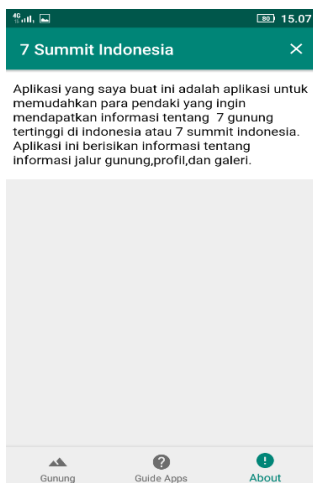 4G 80 15.07
7 Summit Indonesia
Aplikasi yang saya buat ini adalah aplikasi untuk
memudahkan para pendaki yang ingin
mendapatkan informasi tentang 7 gunung
tertinggi di indonesia atau 7 summit indonesia.
Aplikasi ini berisikan informasi tentang
informasi jalur gunung,profil,dan galeri.
Gunung Guide Apps About